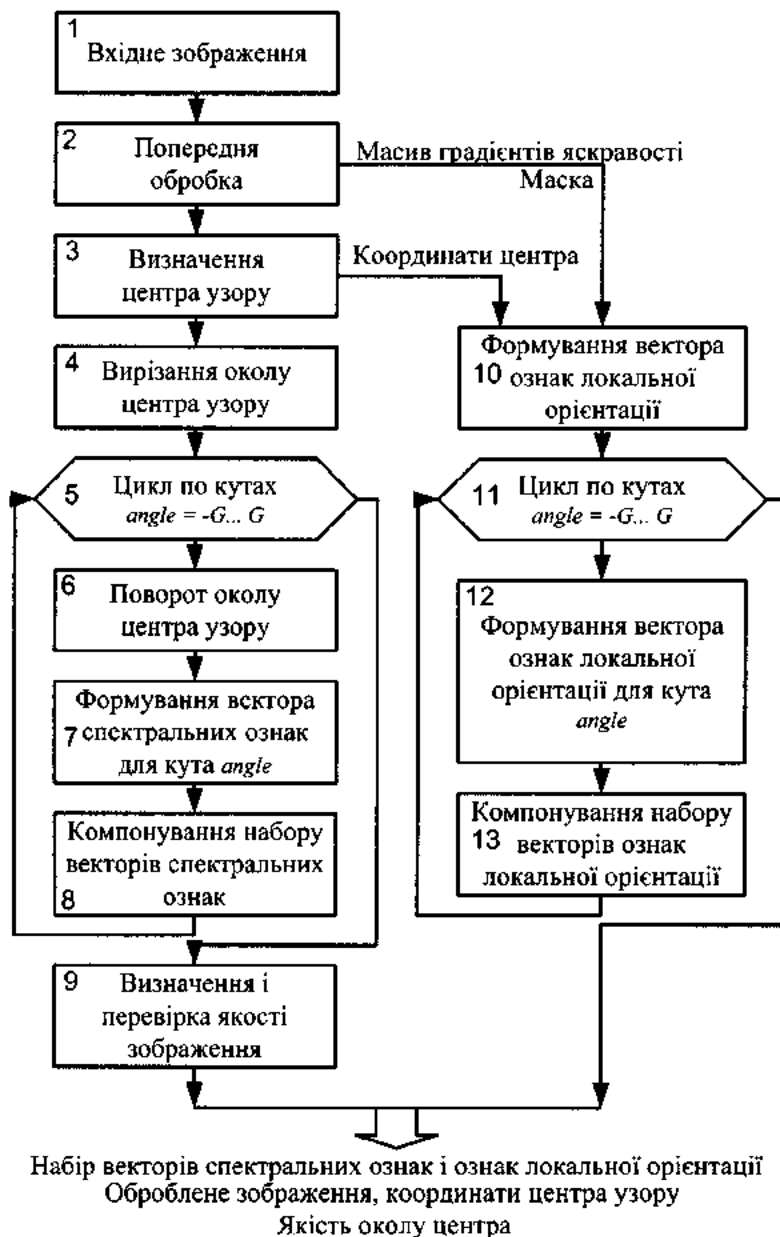 1
Вхідне зображення
2
Попередня
обробка
Масив градієнтів яскравості
Маска
3
Визначення
центра узору
Координати центра
4
Вирізання околу
центра узору
5
Цикл по кутах
angle = -G... G
6
Поворот околу
центра узору
Формування вектора
7 спектральних ознак
для кута angle
Компонування набору
векторів спектральних
8 ознак
9
Визначення і
перевірка якості
зображення
Формування вектора
10 ознак локальної
орієнтації
11
Цикл по кутах
angle = -G... G
12
Формування вектора
ознак локальної
орієнтації для кута
angle
Компонування набору
13 векторів ознак
локальної орієнтації
Набір векторів спектральних ознак і ознак локальної орієнтації
Оброблене зображення, координати центра узору
Якість околу центра